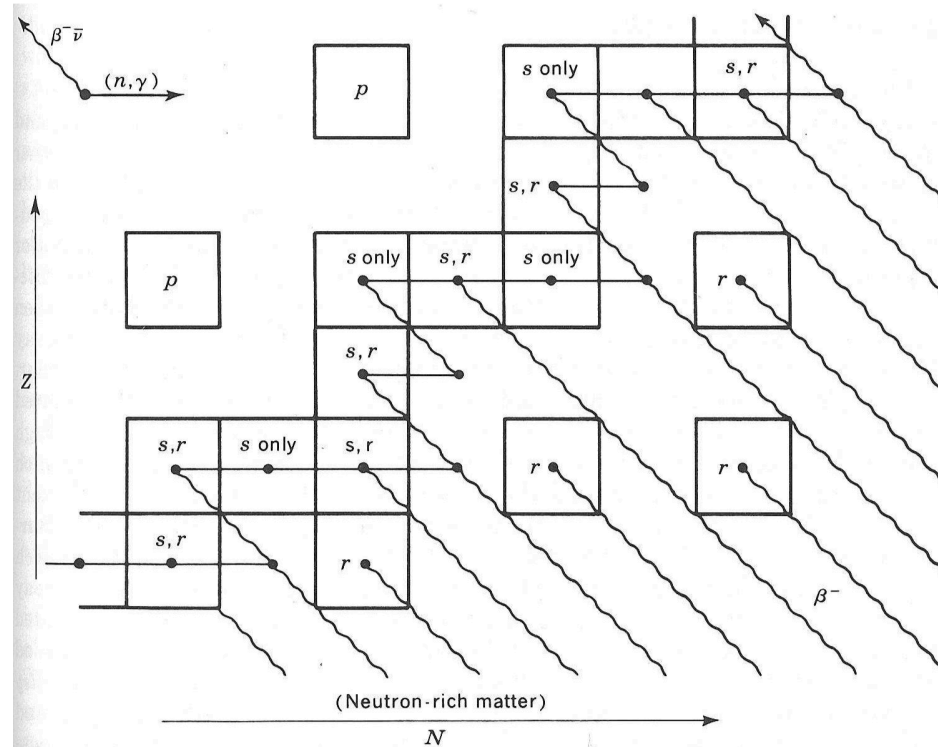 β⁻ν̄
(n,γ)
p
s only
s,r
s,r
p
s only
s,r
s only
r
s,r
Z
s,r
s only
s,r
r
r
s,r
r
β⁻
(Neutron-rich matter)
N